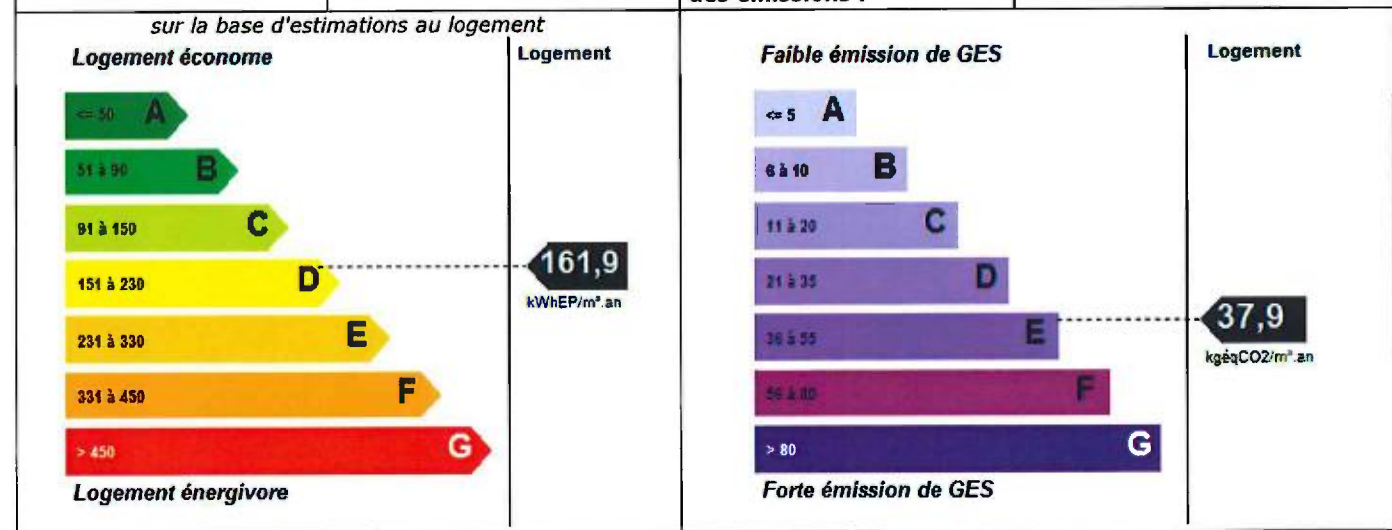 des émissions :
sur la base d'estimations au logement
Logement économe
Logement
<= 50 A
51 à 90 B
91 à 150 C
151 à 230 D
161,9
kWhEP/m².an
231 à 330 E
331 à 450 F
> 450 G
Logement énergivore
Faible émission de GES
Logement
<= 5 A
6 à 10 B
11 à 20 C
21 à 35 D
36 à 55 E
37,9
kgéqCO2/m².an
56 à 80 F
> 80 G
Forte émission de GES